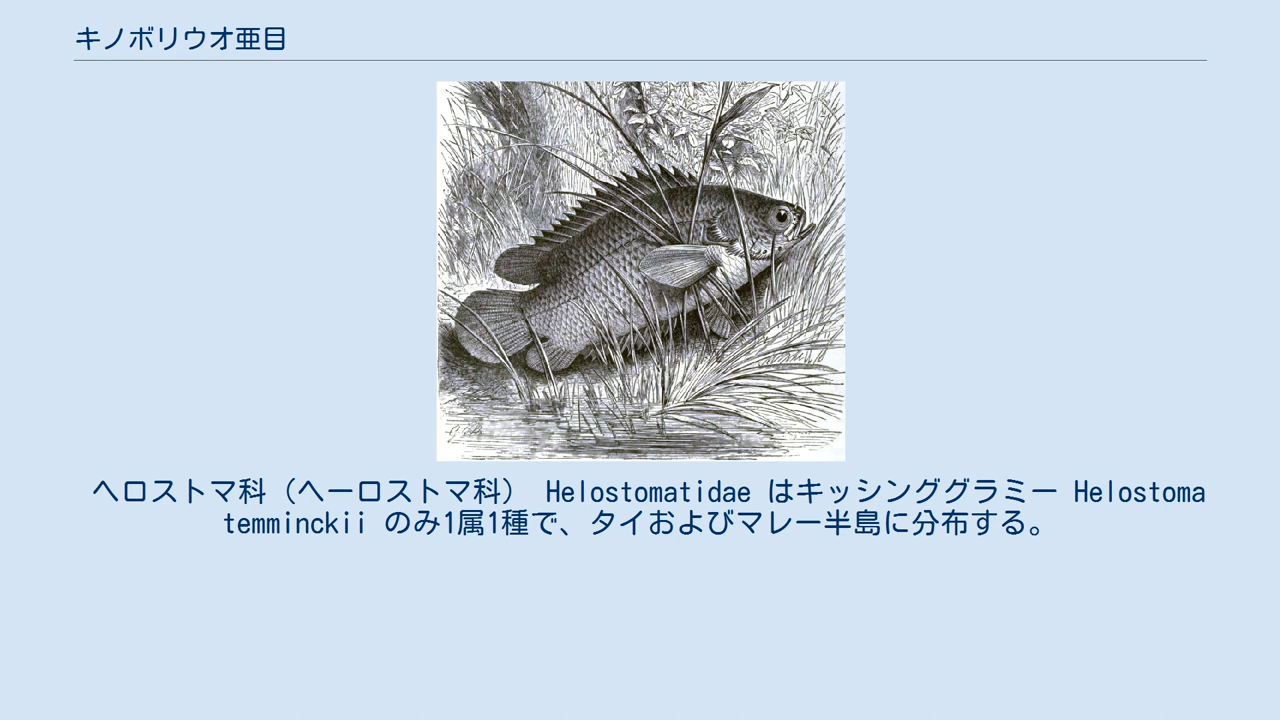 キノボリウオ亜目
ヘロストマ科（ヘーロストマ科） Helostomatidae はキッシンググラミー Helostoma
temminckii のみ1属1種で、タイおよびマレー半島に分布する。